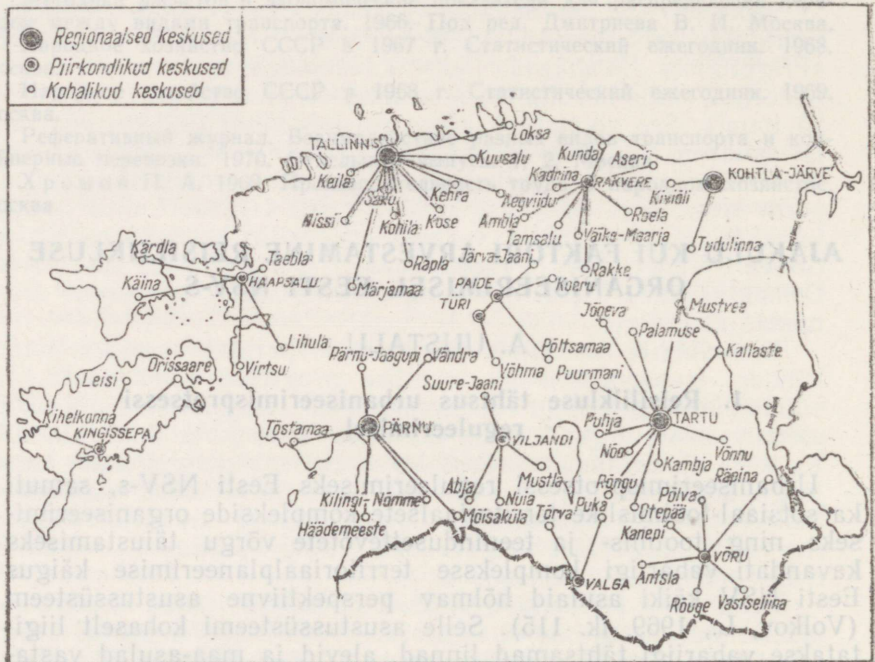 Regionaalsed keskused
Piirkondlikud keskused
Kohalikud keskused
Loksa
TALLINN
Kuusalu
Kunda
Aseri
Keila
Kadrina
RAKVERE
KOHTLA-JÄRVE
Saku
Kehra
Aegviidu
Kiviõli
Nissi
Kohila
Kose
Ambla
Roela
Tamsalu
Väike-Maarja
Tudulinna
Kärdla
Taebla
Rapla
Järva-Jaani
Rakke
Käina
HAAPSALU
Märjamaa
PAIDE
Koeru
TÜRI
Mustvee
Jõgeva
Palamuse
Lihula
Pärnu-Jaagupi
Vändra
Põltsamaa
Kallaste
Orissaare
Virtsu
Võhma
Leisi
Suure-Jaani
Puurmani
Kihelkonna
KINGISSEPA
Tõstamaa
PÄRNU
VILJANDI
Puhja
TARTU
Nõo
Võnnu
Kambja
Räpina
Mustla
Rõngu
Kilingi-Nõmme
Abja
Nuia
Puka
Põlva
Otepää
Häädemeeste
Mõisaküla
Tõrva
Kanepi
VÕRU
VALGA
Antsla
Rõuge
Vastseliina